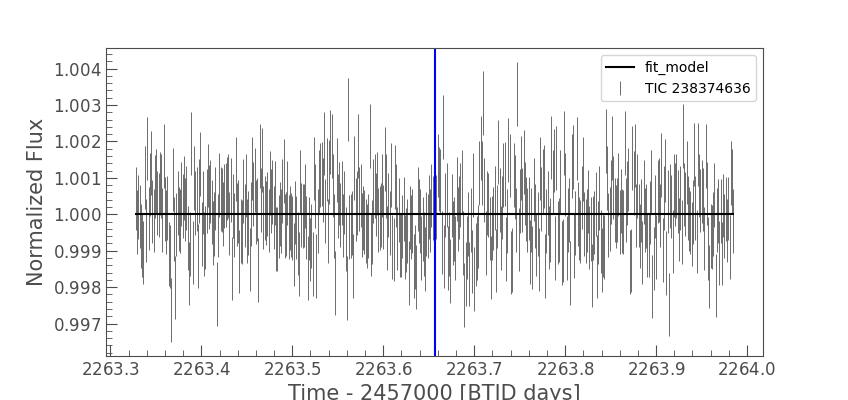 1.004
1.003
1.002
1.001
1.000
0.999
0.998
0.997
Normalized Flux
fit_model
TIC 238374636
2263.3 2263.4 2263.5 2263.6 2263.7 2263.8 2263.9 2264.0
Time - 2457000 [BTJD days]